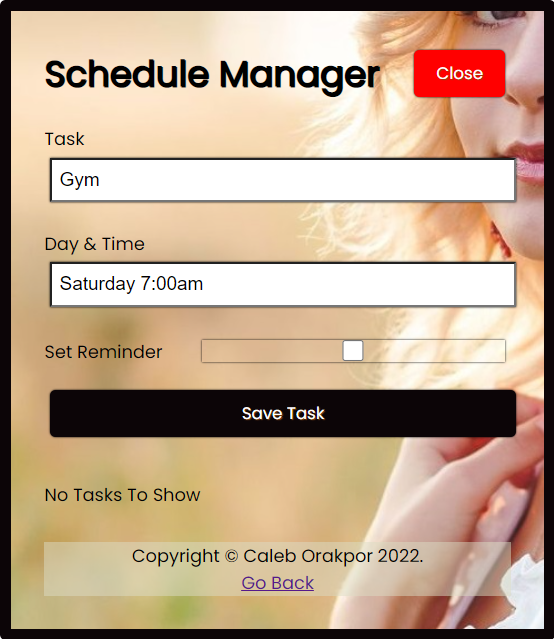 Schedule Manager Close
Task
Gym
Day & Time
Saturday 7:00am
Set Reminder
Save Task
No Tasks To Show
Copyright © Caleb Orakpor 2022.
Go Back